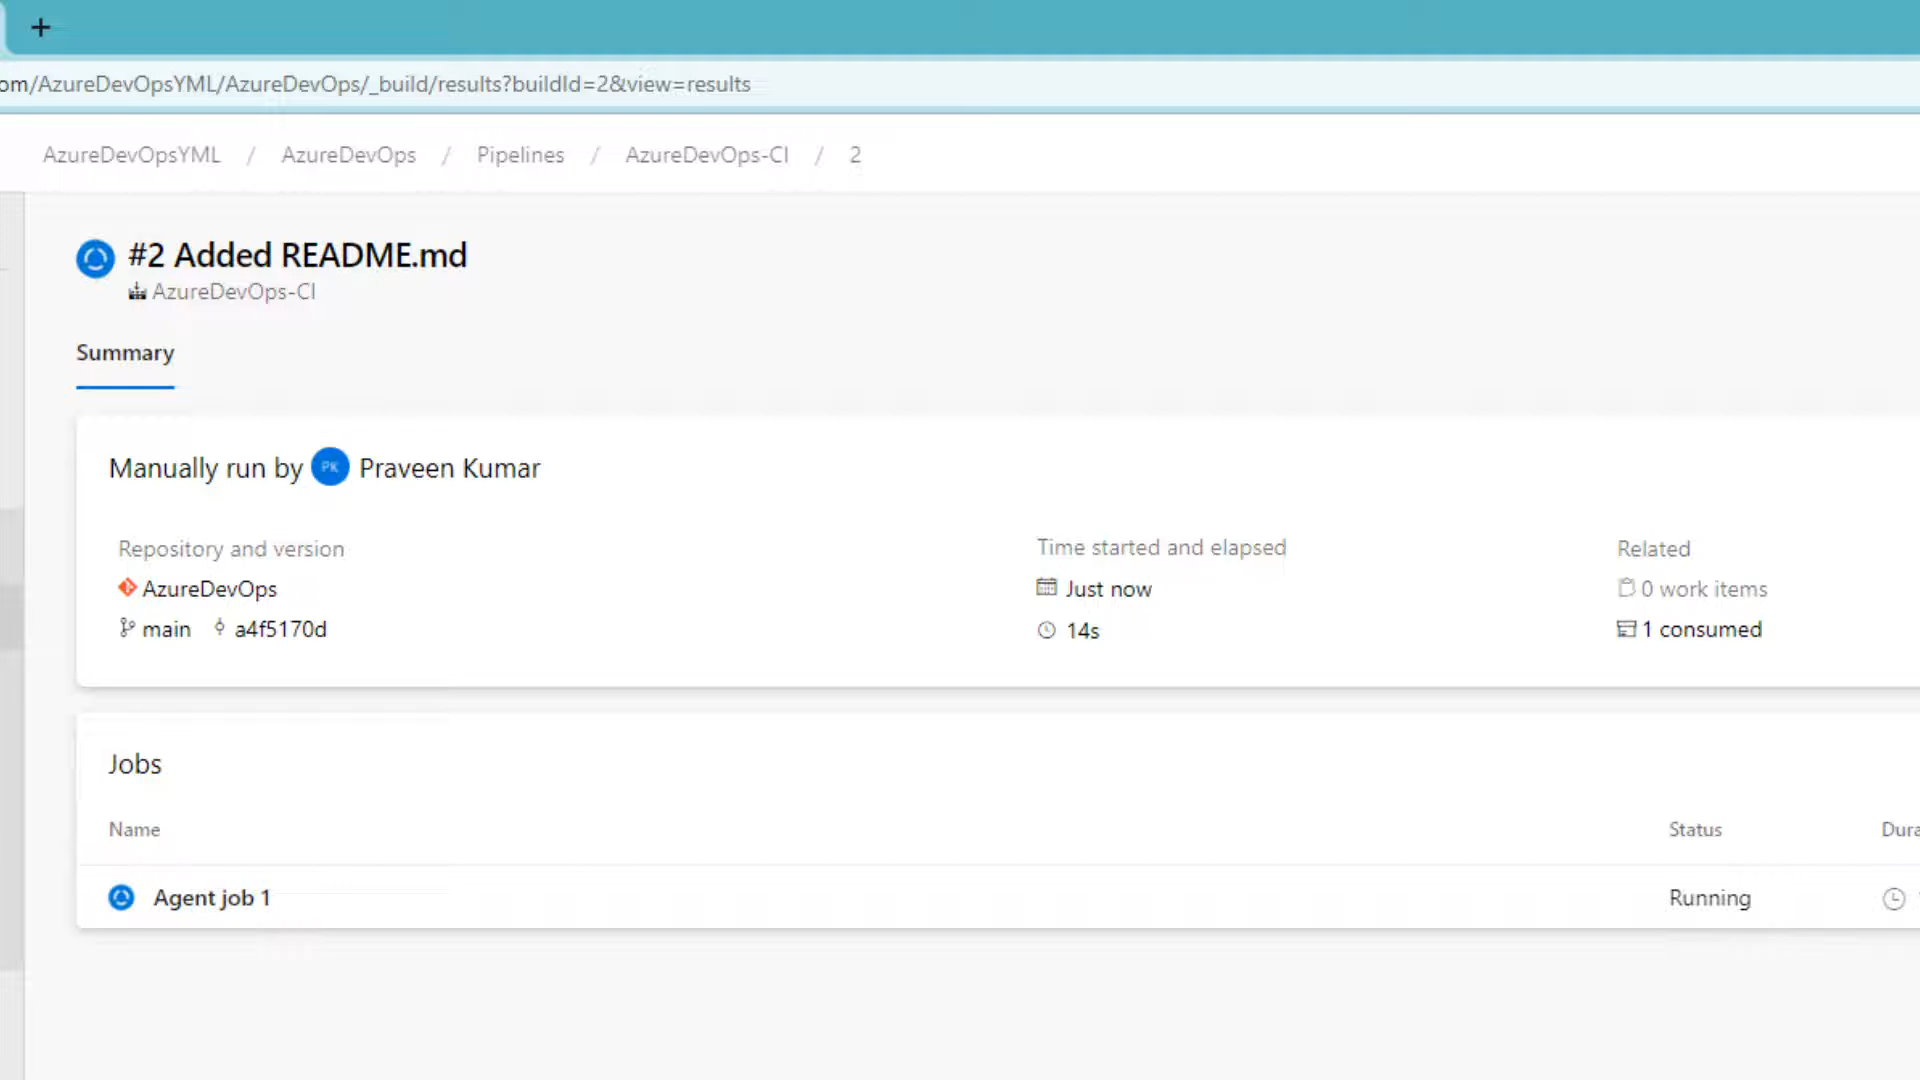 +
om/AzureDevOpsYML/AzureDevOps/_build/results?buildId=2&view=results
AzureDevOpsYML / AzureDevOps / Pipelines / AzureDevOps-CI / 2
#2 Added README.md
AzureDevOps-CI
Summary
Manually run by PK Praveen Kumar
Repository and version
AzureDevOps
main a4f5170d
Time started and elapsed
Just now
14s
Related
0 work items
1 consumed
Jobs
Name Status Dura
Agent job 1 Running